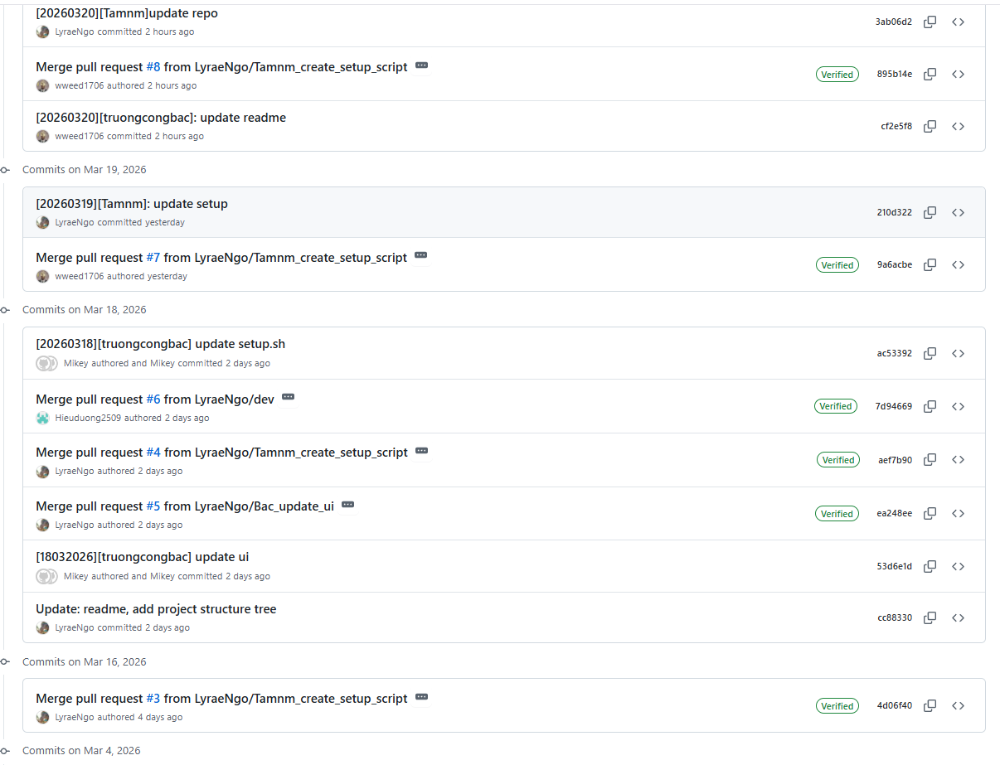 [20260320][Tamnm]update repo
LyraeNgo committed 2 hours ago
3ab06d2
Merge pull request #8 from LyraeNgo/Tamnm_create_setup_script
wweed1706 authored 2 hours ago
Verified
895b14e
[20260320][truongcongbac]: update readme
wweed1706 committed 2 hours ago
cf2e5f8
Commits on Mar 19, 2026
[20260319][Tamnm]: update setup
LyraeNgo committed yesterday
210d322
Merge pull request #7 from LyraeNgo/Tamnm_create_setup_script
wweed1706 authored yesterday
Verified
9a6acbe
Commits on Mar 18, 2026
[20260318][truongcongbac] update setup.sh
Mikey authored and Mikey committed 2 days ago
ac53392
Merge pull request #6 from LyraeNgo/dev
Hieuduong2509 authored 2 days ago
Verified
7d94669
Merge pull request #4 from LyraeNgo/Tamnm_create_setup_script
LyraeNgo authored 2 days ago
Verified
aef7b90
Merge pull request #5 from LyraeNgo/Bac_update_ui
LyraeNgo authored 2 days ago
Verified
ea248ee
[18032026][truongcongbac] update ui
Mikey authored and Mikey committed 2 days ago
53d6e1d
Update: readme, add project structure tree
LyraeNgo committed 2 days ago
cc88330
Commits on Mar 16, 2026
Merge pull request #3 from LyraeNgo/Tamnm_create_setup_script
LyraeNgo authored 4 days ago
Verified
4d06f40
Commits on Mar 4, 2026